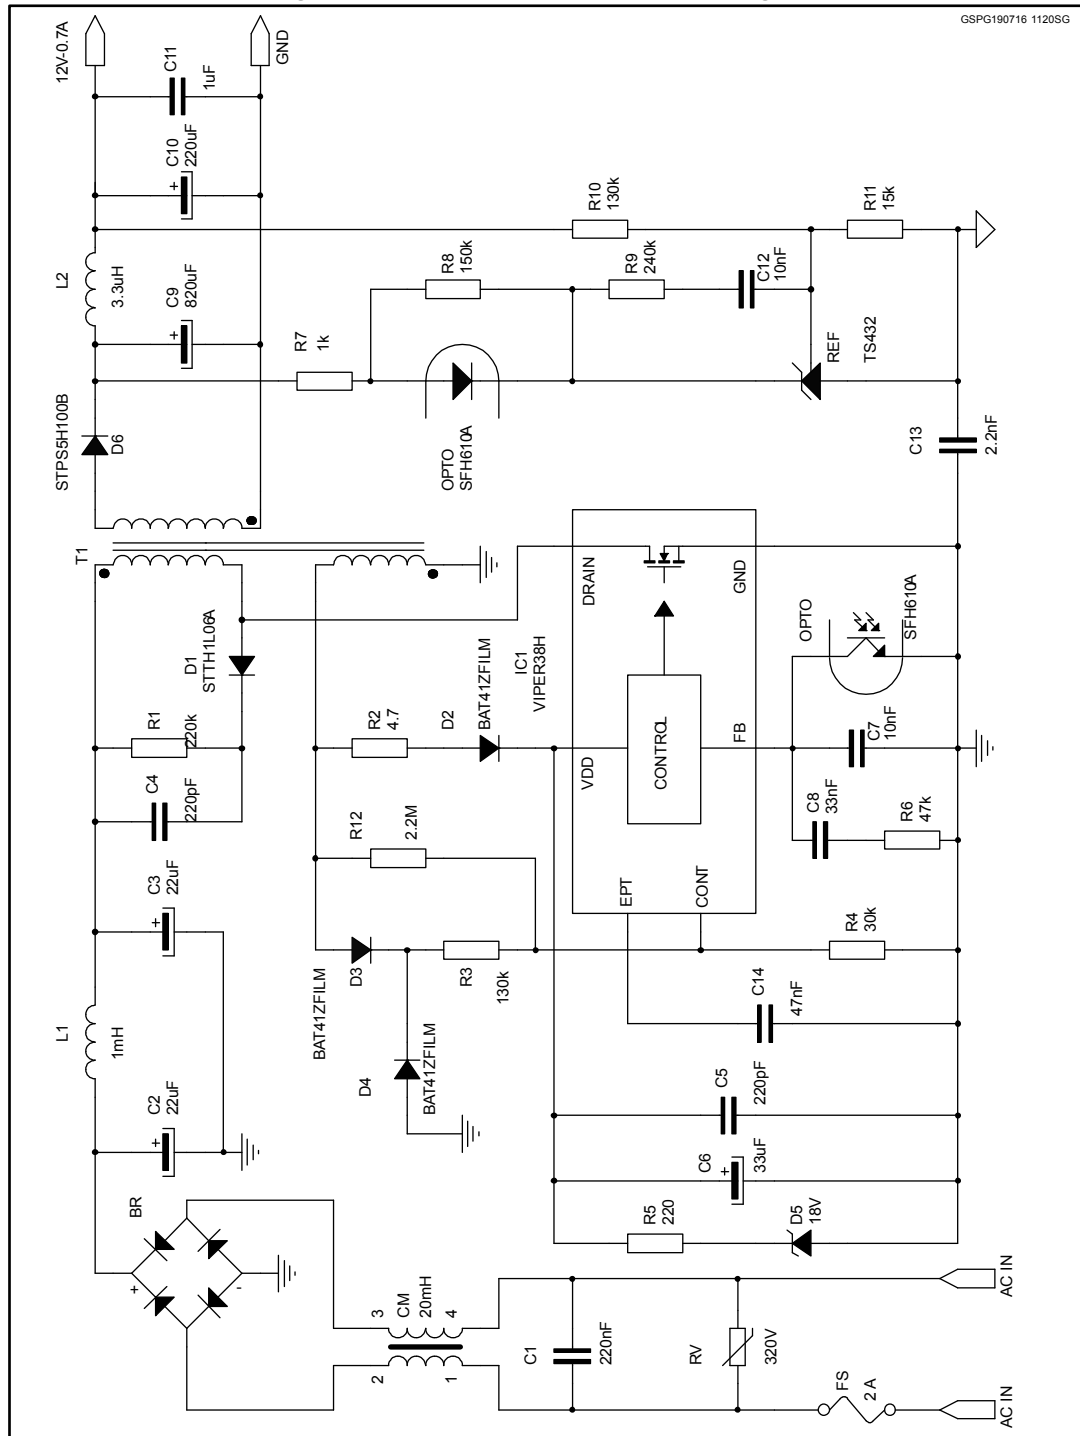 GSPG190716 1120SG
12V-0.7A
GND
C11
1uF
C10
220uF
L2
3.3uH
C9
820uF
R10
130k
R11
15k
R8
150k
R9
240k
C12
10nF
R7
1k
REF
TS432
STPS5H100B
D6
OPTO
SFH610A
C13
2.2nF
T1
D1
STTH1L06A
DRAIN
GND
OPTO
SFH610A
R1
220k
R2
4.7
D2
BAT41ZFILM
IC1
VIPER38H
VDD
CONTROL
FB
C7
10nF
C4
220pF
R12
2.2M
C8
33nF
R6
47k
C3
22uF
EPT
CONT
D3
BAT41ZFILM
R3
130k
R4
30k
L1
1mH
C14
47nF
D4
BAT41ZFILM
C2
22uF
C5
220pF
C6
33uF
BR
+
-
R5
220
D5
18V
3
CM
20mH
4
2
1
C1
220nF
RV
320V
FS
2 A
AC IN
AC IN